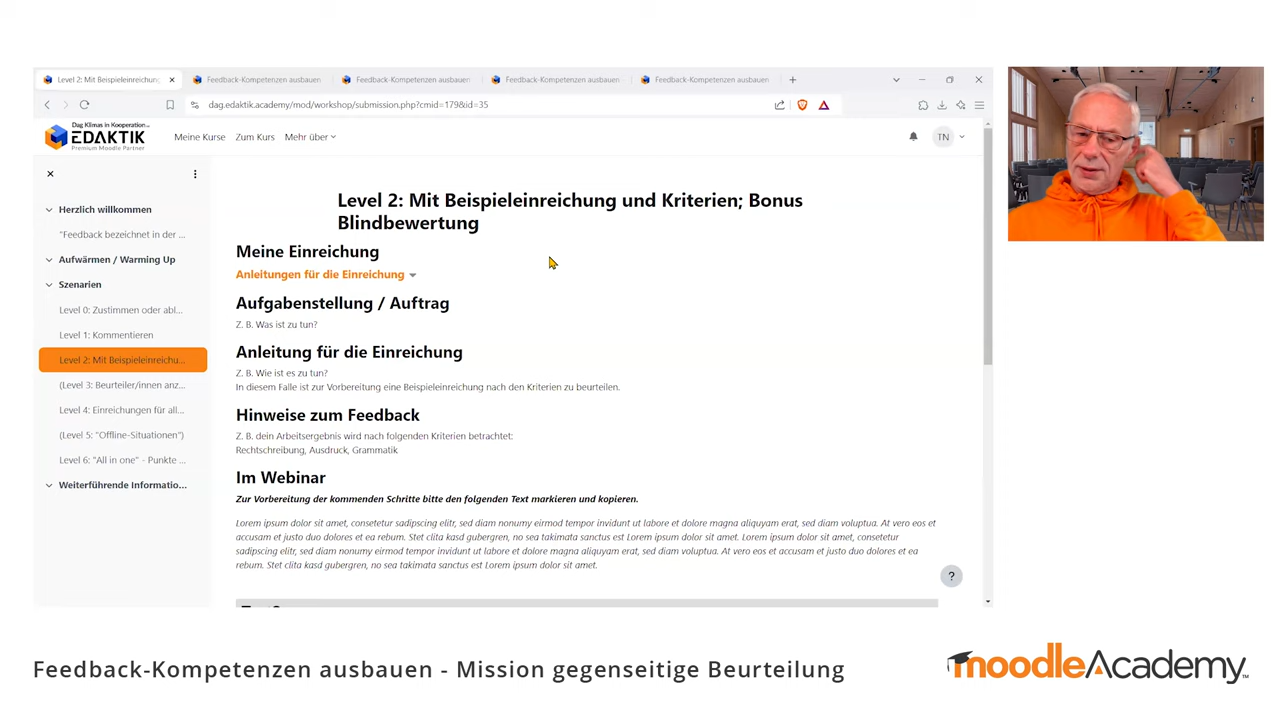 Level 2: Mit Beispieleinreichung
Feedback-Kompetenzen ausbauen
Feedback-Kompetenzen ausbauen
Feedback-Kompetenzen ausbauen
Feedback-Kompetenzen ausbauen
dag.edaktik.academy/mod/workshop/submission.php?cmid=179&id=35
Dag Klimas in Kooperation...
EDAKTIK
Premium Moodle Partner
Meine Kurse Zum Kurs Mehr über
TN
Herzlich willkommen
"Feedback bezeichnet in der ...
Aufwärmen / Warming Up
Szenarien
Level 0: Zustimmen oder abl...
Level 1: Kommentieren
Level 2: Mit Beispieleinreichu...
(Level 3: Beurteiler/innen anz...
Level 4: Einreichungen für all...
(Level 5: "Offline-Situationen")
Level 6: "All in one" - Punkte ...
Weiterführende Informatio...
Level 2: Mit Beispieleinreichung und Kriterien; Bonus
Blindbewertung
Meine Einreichung
Anleitungen für die Einreichung
Aufgabenstellung / Auftrag
Z. B. Was ist zu tun?
Anleitung für die Einreichung
Z. B. Wie ist es zu tun?
In diesem Falle ist zur Vorbereitung eine Beispieleinreichung nach den Kriterien zu beurteilen.
Hinweise zum Feedback
Z. B. dein Arbeitsergebnis wird nach folgenden Kriterien betrachtet:
Rechtschreibung, Ausdruck, Grammatik
Im Webinar
Zur Vorbereitung der kommenden Schritte bitte den folgenden Text markieren und kopieren.
Lorem ipsum dolor sit amet, consetetur sadipscing elitr, sed diam nonumy eirmod tempor invidunt ut labore et dolore magna aliquyam erat, sed diam voluptua. At vero eos et
accusam et justo duo dolores et ea rebum. Stet clita kasd gubergren, no sea takimata sanctus est Lorem ipsum dolor sit amet. Lorem ipsum dolor sit amet, consetetur
sadipscing elitr, sed diam nonumy eirmod tempor invidunt ut labore et dolore magna aliquyam erat, sed diam voluptua. At vero eos et accusam et justo duo dolores et ea
rebum. Stet clita kasd gubergren, no sea takimata sanctus est Lorem ipsum dolor sit amet.
?
Feedback-Kompetenzen ausbauen - Mission gegenseitige Beurteilung
moodleAcademy